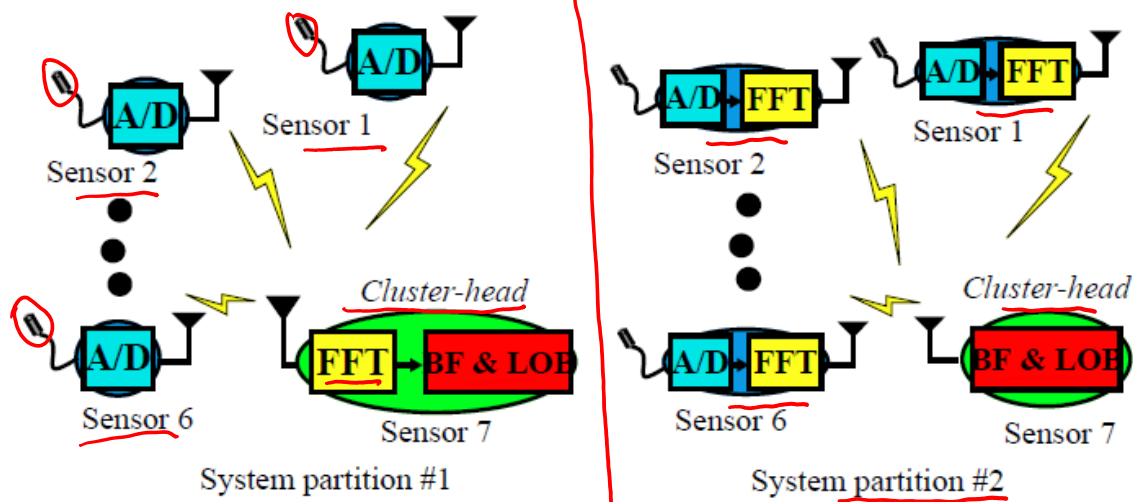 A/D
Sensor 1
A/D
Sensor 2
Cluster-head
A/D
Sensor 6
FFT
BF & LOB
Sensor 7
System partition #1
A/D
FFT
Sensor 1
A/D
FFT
Sensor 2
Cluster-head
A/D
FFT
Sensor 6
BF & LOB
Sensor 7
System partition #2